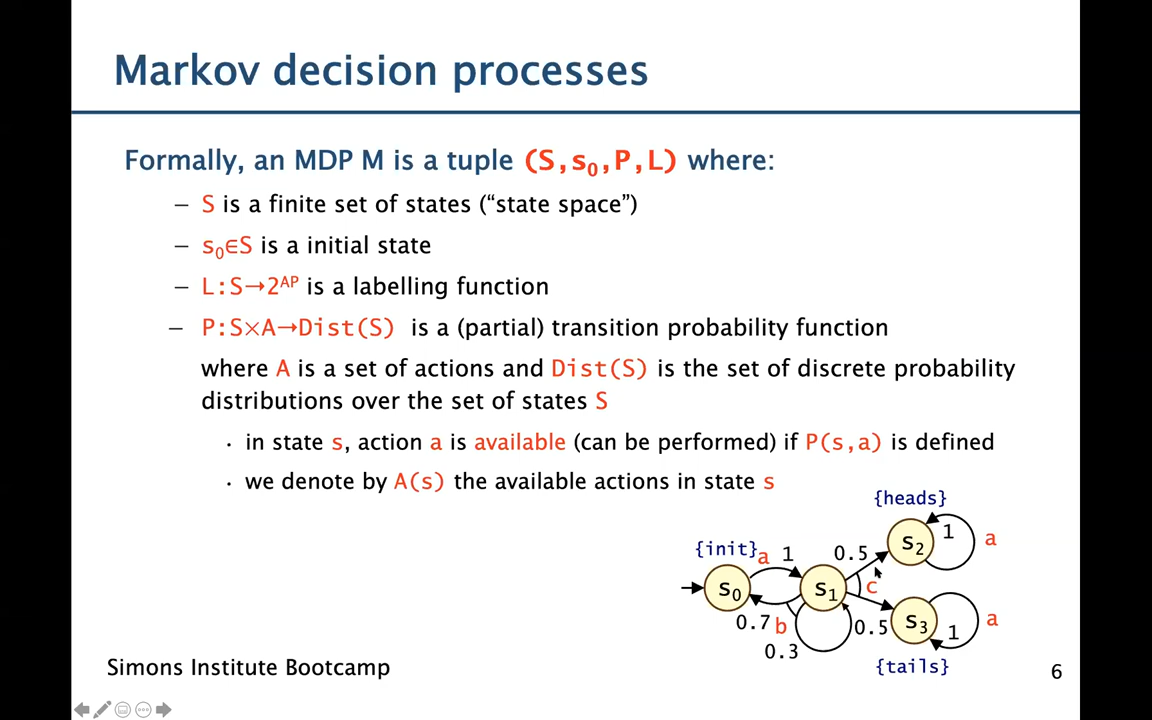 Markov decision processes
Formally, an MDP M is a tuple (S,s₀,P,L) where:
– S is a finite set of states (“state space”)
– s₀∈S is a initial state
– L:S→2ᴬᴾ is a labelling function
– P:S×A→Dist(S) is a (partial) transition probability function
where A is a set of actions and Dist(S) is the set of discrete probability
distributions over the set of states S
· in state s, action a is available (can be performed) if P(s,a) is defined
· we denote by A(s) the available actions in state s
{heads}
{init} a 1 0.5 s₂ 1 a
s₀ s₁ c
0.7 b 0.5 s₃ 1 a
0.3
{tails}
Simons Institute Bootcamp
6